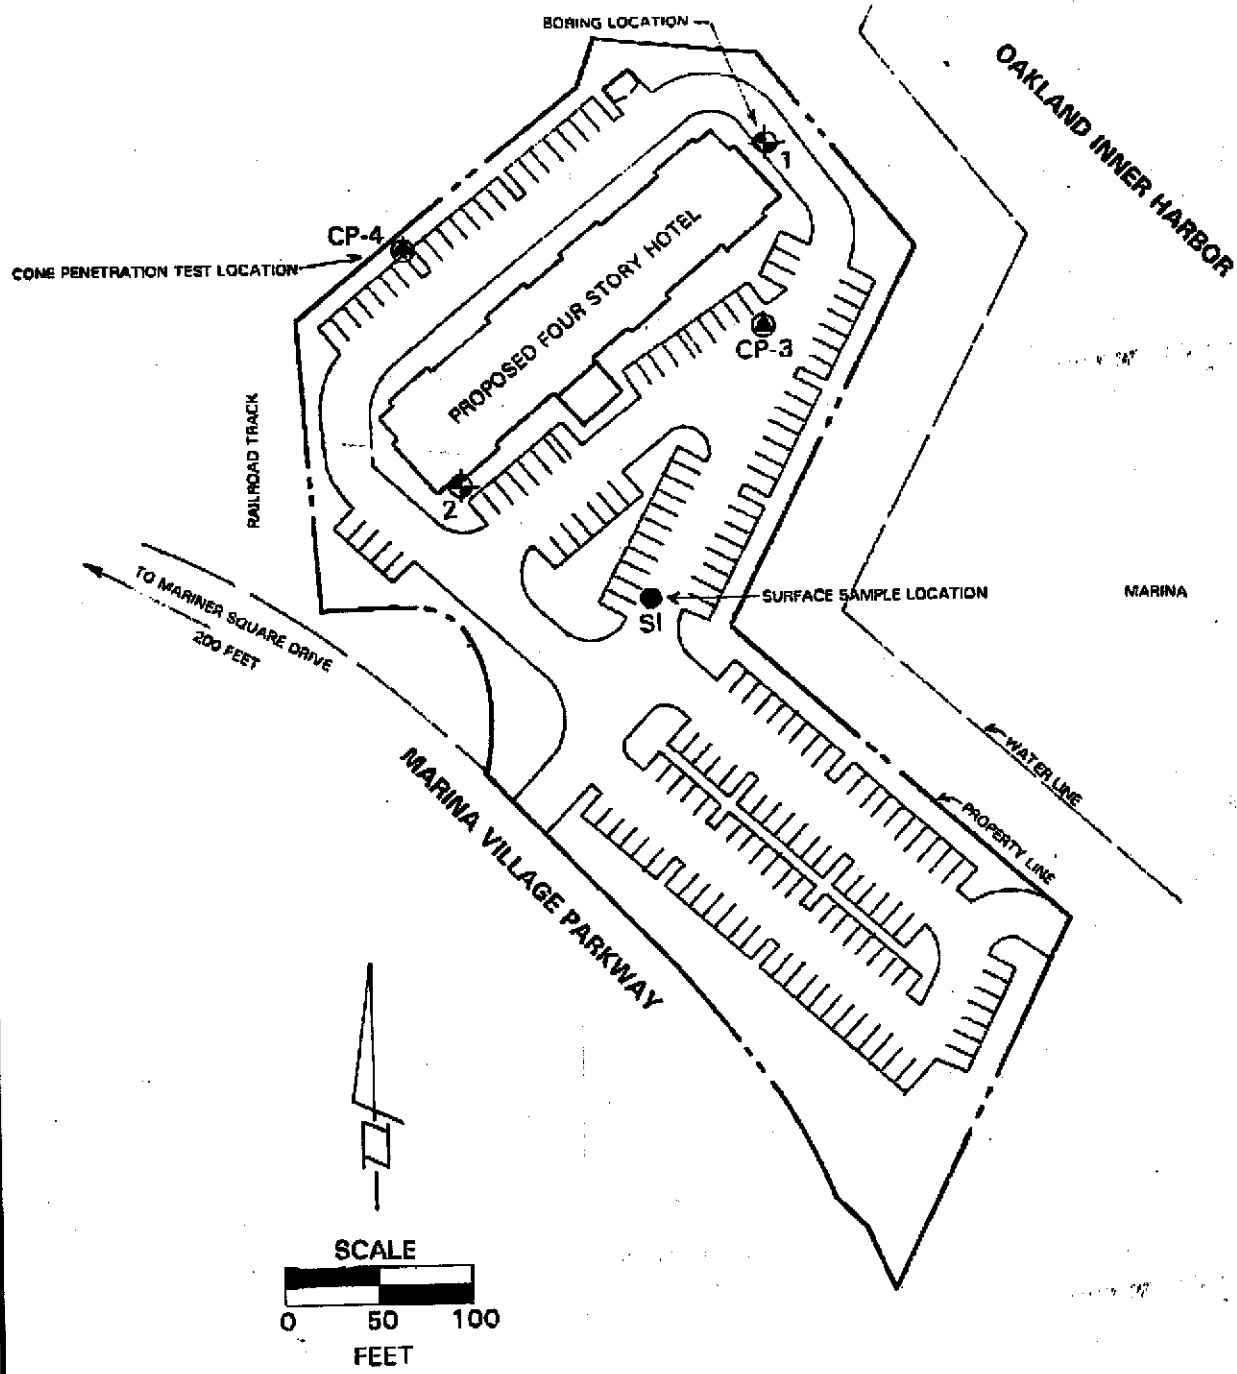 BORING LOCATION
OAKLAND INNER HARBOR
1
CP-4
CONE PENETRATION TEST LOCATION
PROPOSED FOUR STORY HOTEL
CP-3
RAILROAD TRACK
2
TO MARINER SQUARE DRIVE
200 FEET
SURFACE SAMPLE LOCATION
S1
MARINA
WATER LINE
PROPERTY LINE
MARINA VILLAGE PARKWAY
SCALE
0 50 100
FEET